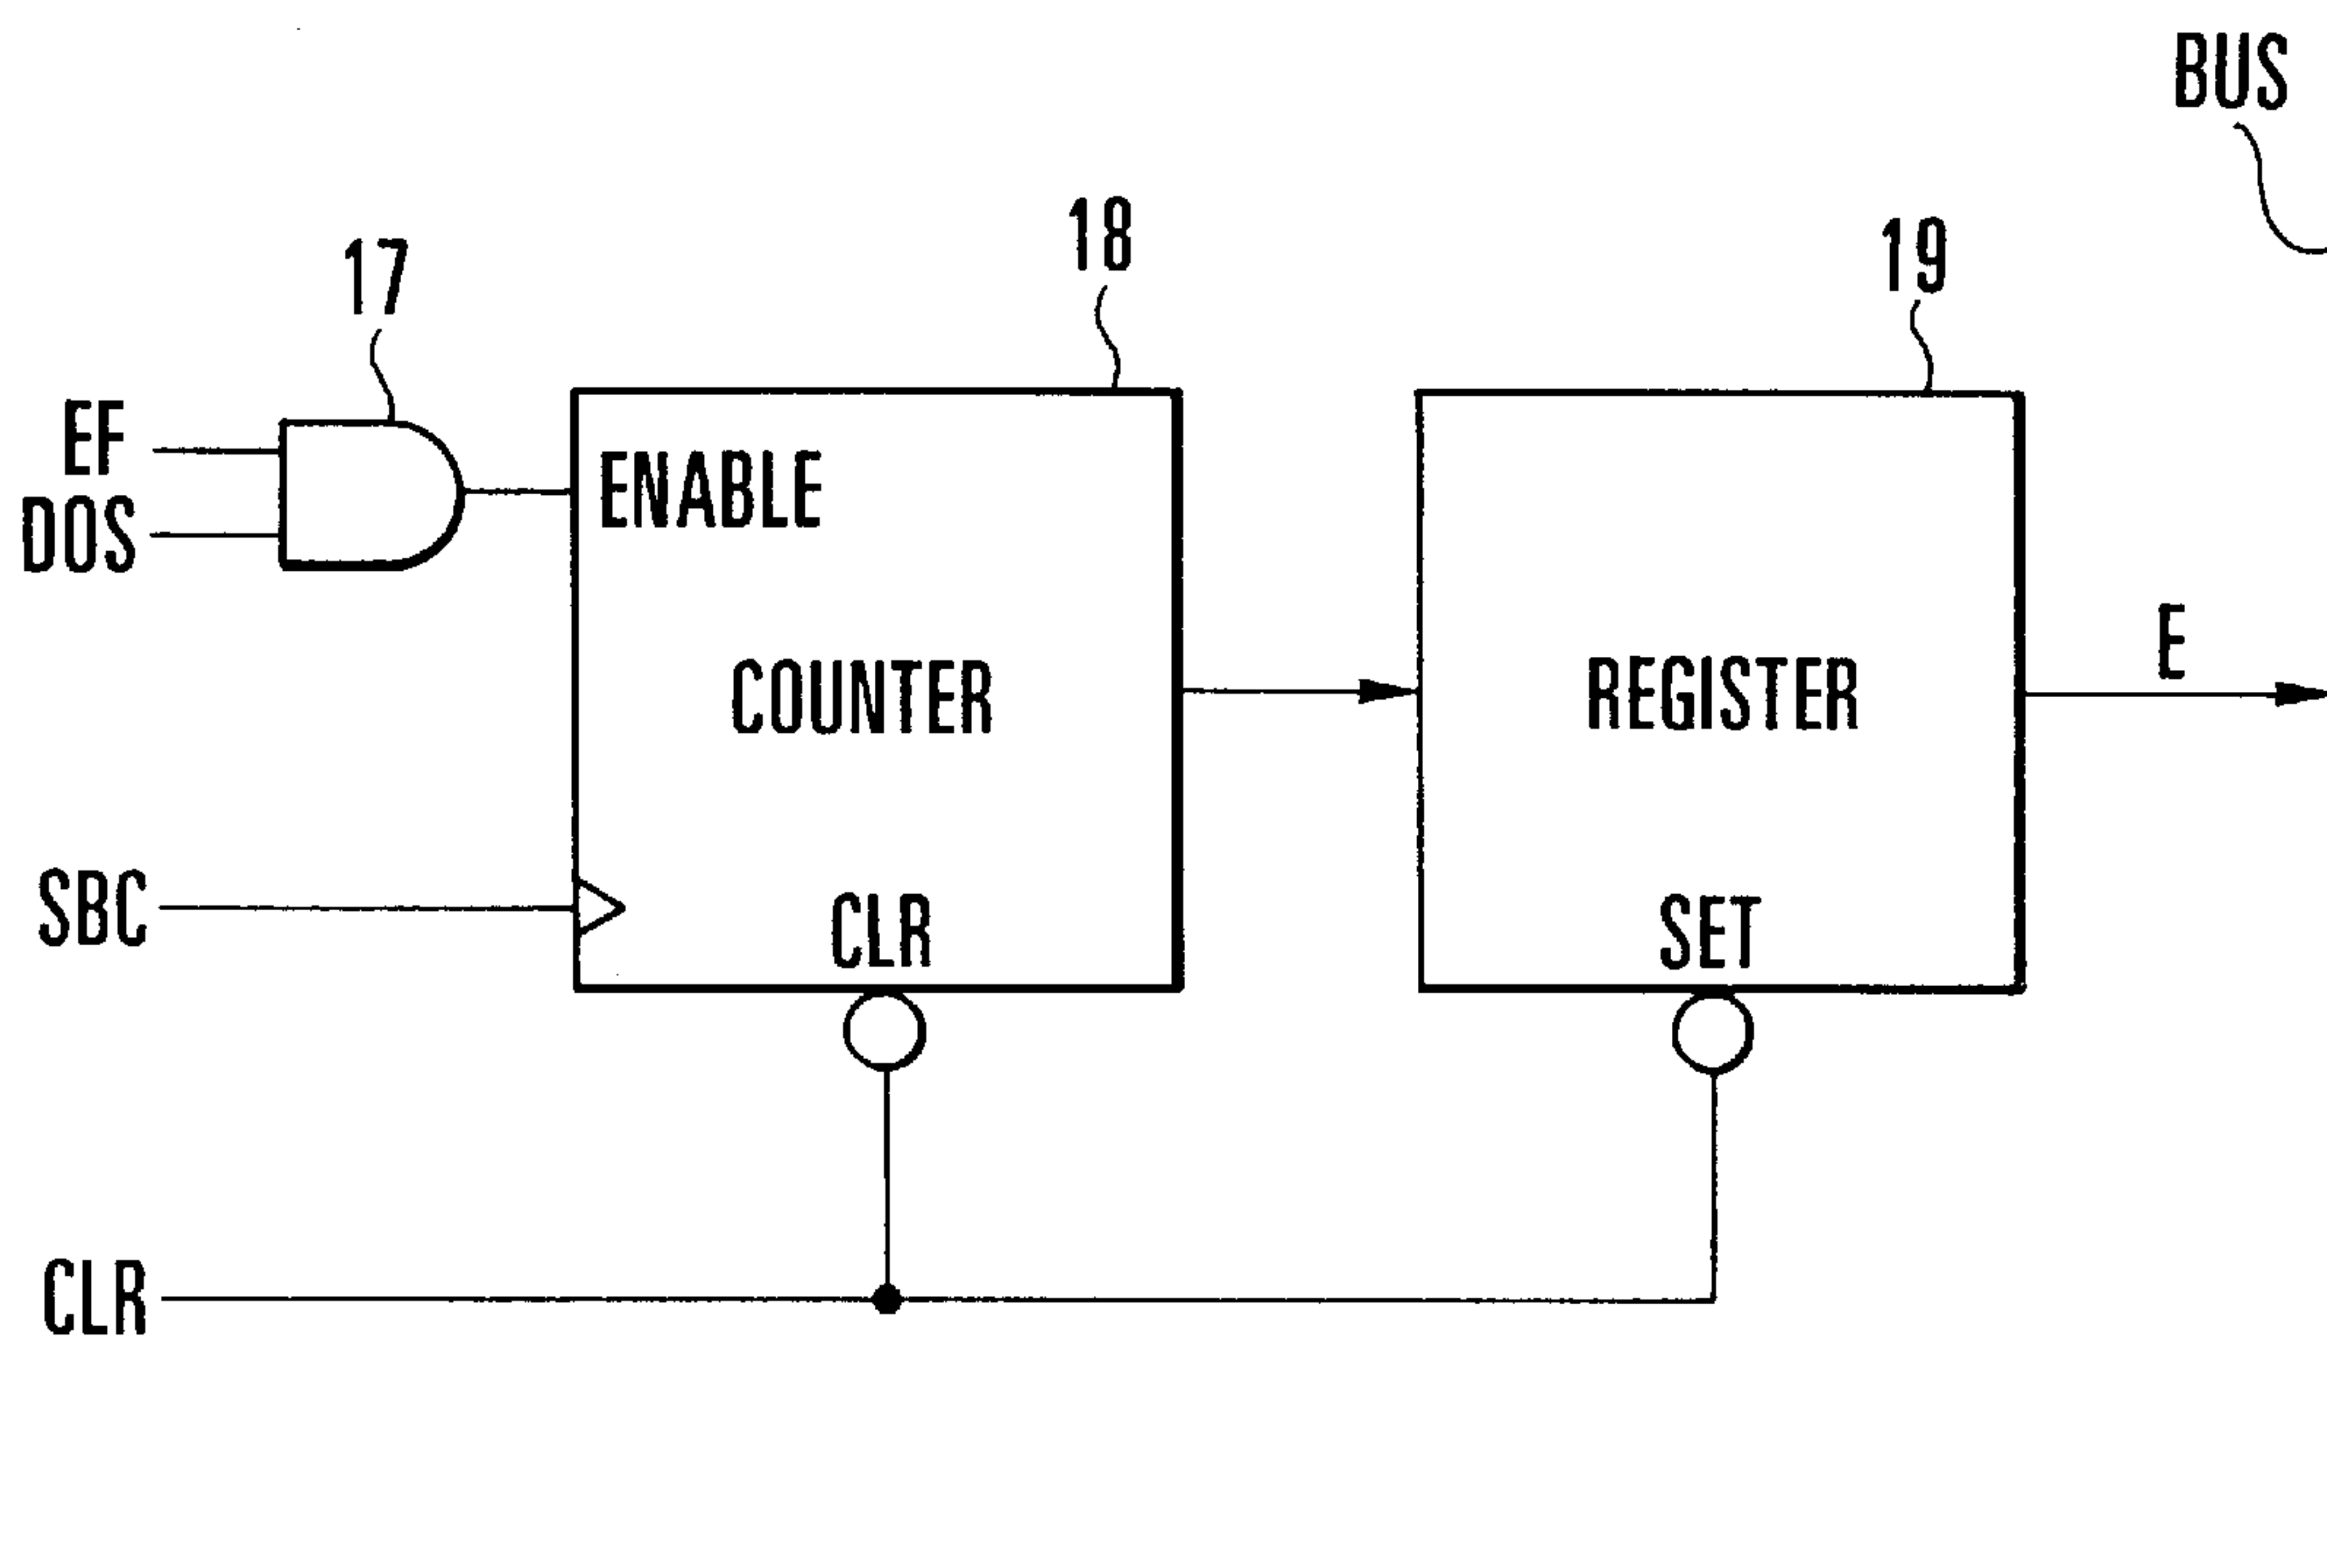 BUS
17
18
19
EF
DOS
ENABLE
COUNTER
REGISTER
E
SBC
CLR
SET
CLR